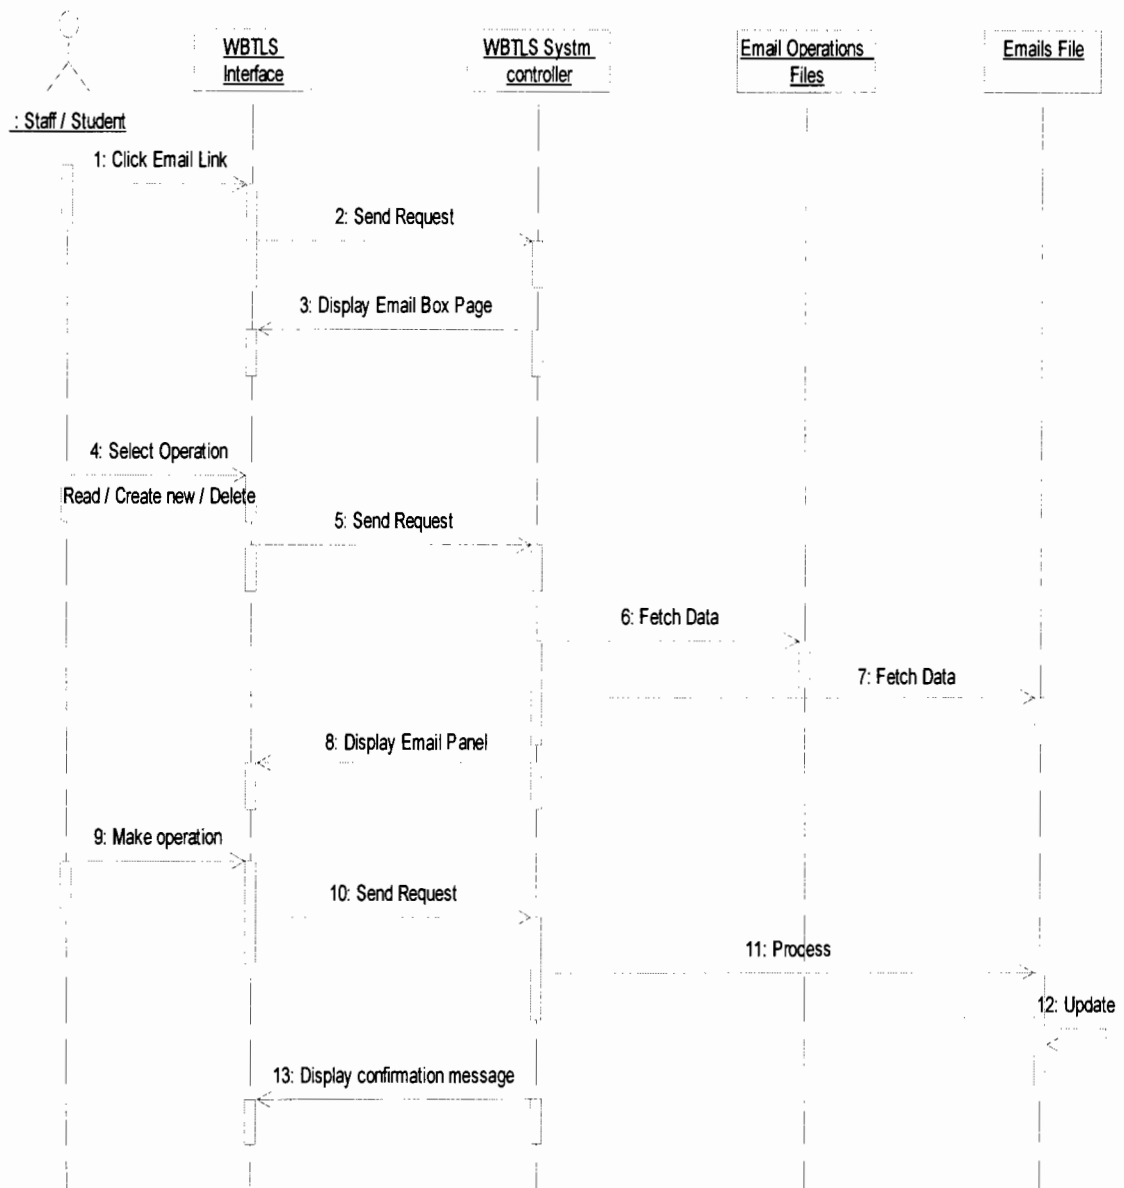 WBTLS
Interface
WBTLS Systm
controller
Email Operations
Files
Emails File
: Staff / Student
1: Click Email Link
2: Send Request
3: Display Email Box Page
4: Select Operation
Read / Create new / Delete
5: Send Request
6: Fetch Data
7: Fetch Data
8: Display Email Panel
9: Make operation
10: Send Request
11: Process
12: Update
13: Display confirmation message